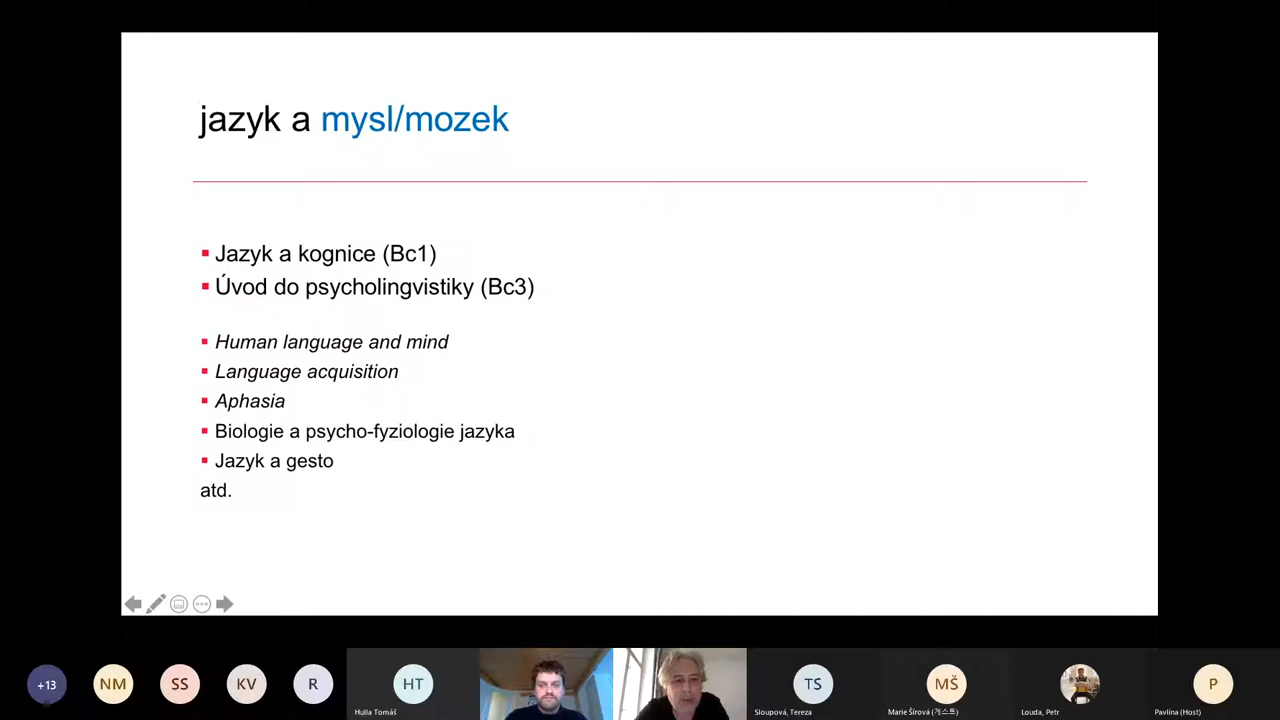 jazyk a mysl/mozek
Jazyk a kognice (Bc1)
Úvod do psycholingvistiky (Bc3)
Human language and mind
Language acquisition
Aphasia
Biologie a psycho-fyziologie jazyka
Jazyk a gesto
atd.
+13
NM
SS
KV
R
HT
TS
MŠ
P
Hulla Tomáš
Sloupová, Tereza
Marie Šírová (게스트)
Louda, Petr
Pavlína (Host)